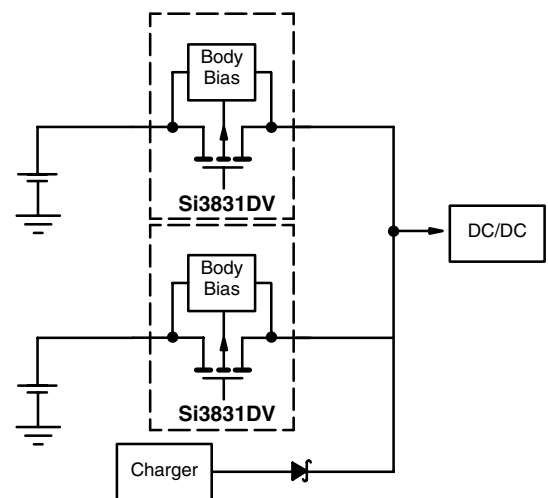 Body
Bias
Si3831DV
DC/DC
Body
Bias
Si3831DV
Charger